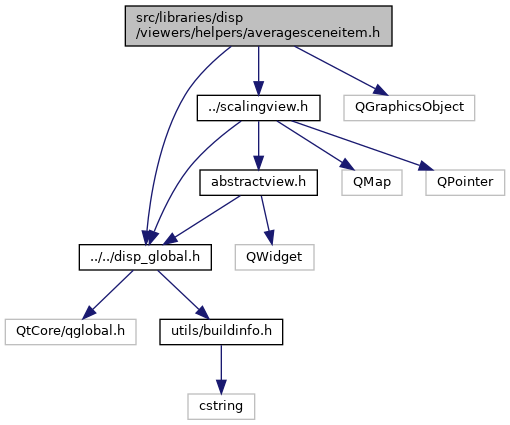 src/libraries/disp
/viewers/helpers/averagesceneitem.h
../scalingview.h
QGraphicsObject
abstractview.h
QMap
QPointer
../../disp_global.h
QWidget
QtCore/qglobal.h
utils/buildinfo.h
cstring